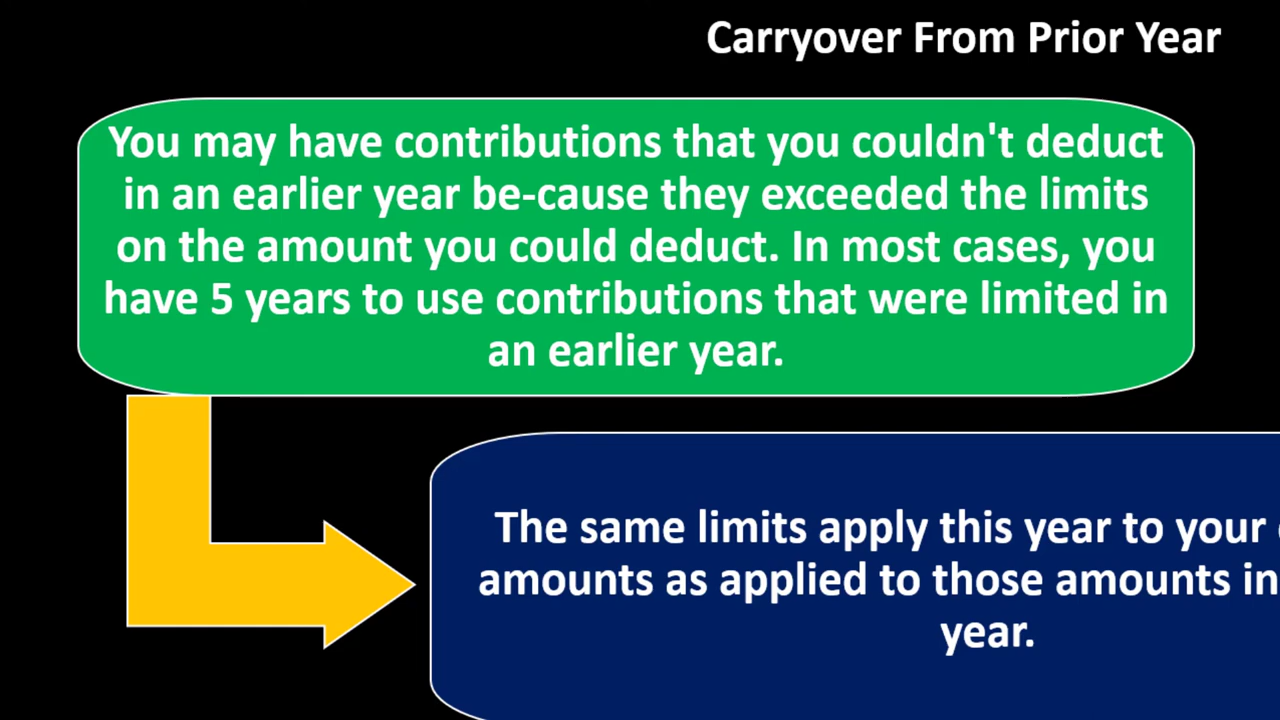 Carryover From Prior Year
You may have contributions that you couldn't deduct
in an earlier year be-cause they exceeded the limits
on the amount you could deduct. In most cases, you
have 5 years to use contributions that were limited in
an earlier year.
The same limits apply this year to your
amounts as applied to those amounts in
year.